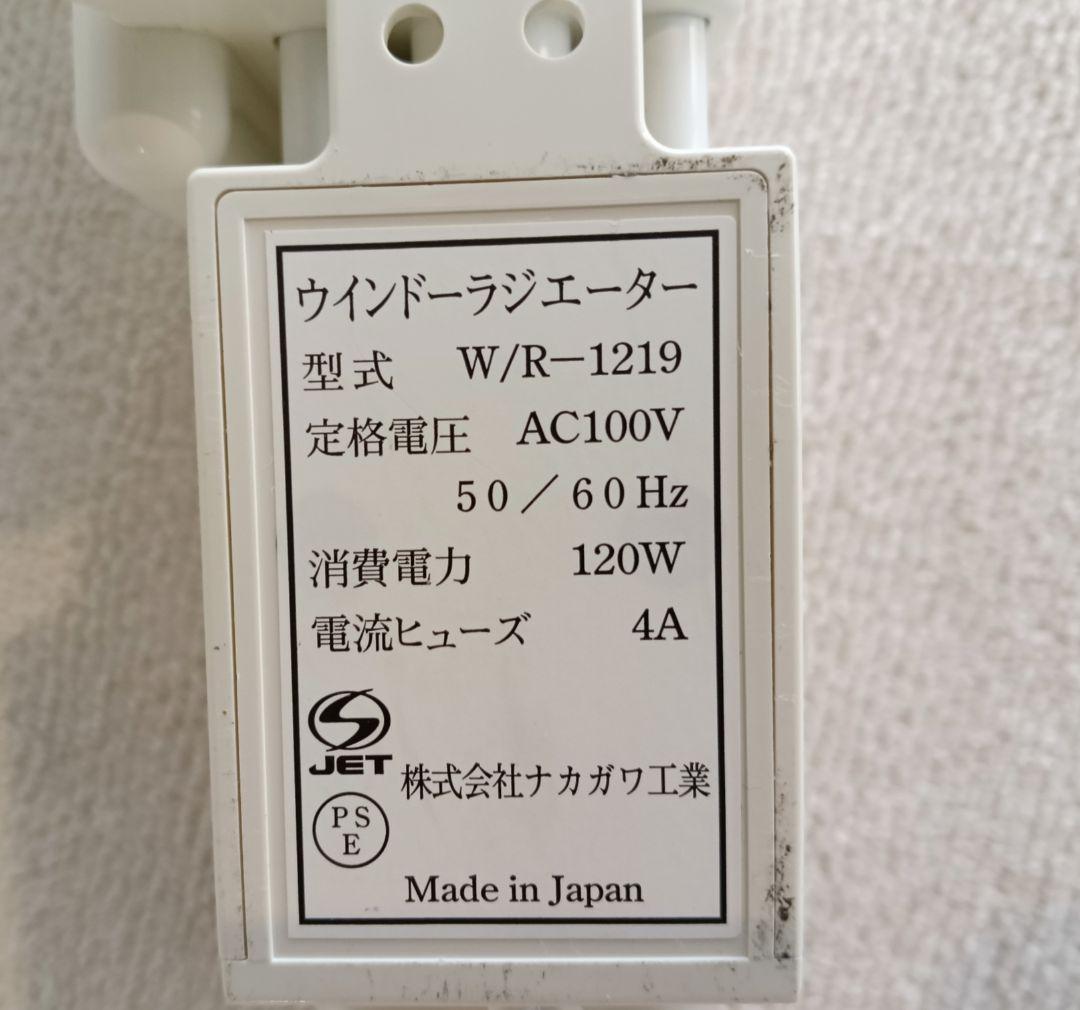 ウインドーラジエーター
型式 W/R－1219
定格電圧 AC100V
50／60Hz
消費電力 120W
電流ヒューズ 4A
JET
株式会社ナカガワ工業
PS
E
Made in Japan